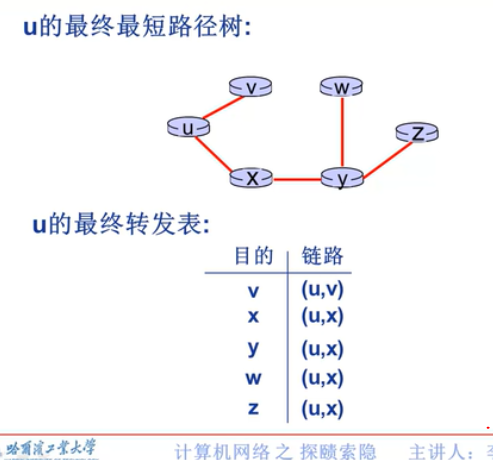 u的最终最短路径树:
v w
u z
x y
u的最终转发表:
目的 链路
v (u,v)
x (u,x)
y (u,x)
w (u,x)
z (u,x)
哈尔滨工业大学 计算机网络 之 探赜索隐 主讲人: